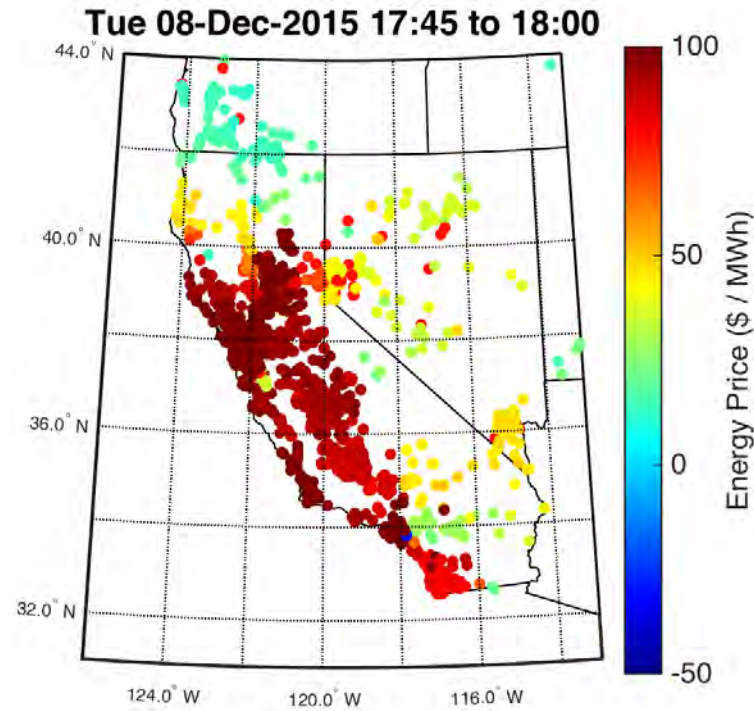 Tue 08-Dec-2015 17:45 to 18:00
44.0° N
40.0° N
36.0° N
32.0° N
124.0° W
120.0° W
116.0° W
100
50
0
-50
Energy Price ($ / MWh)